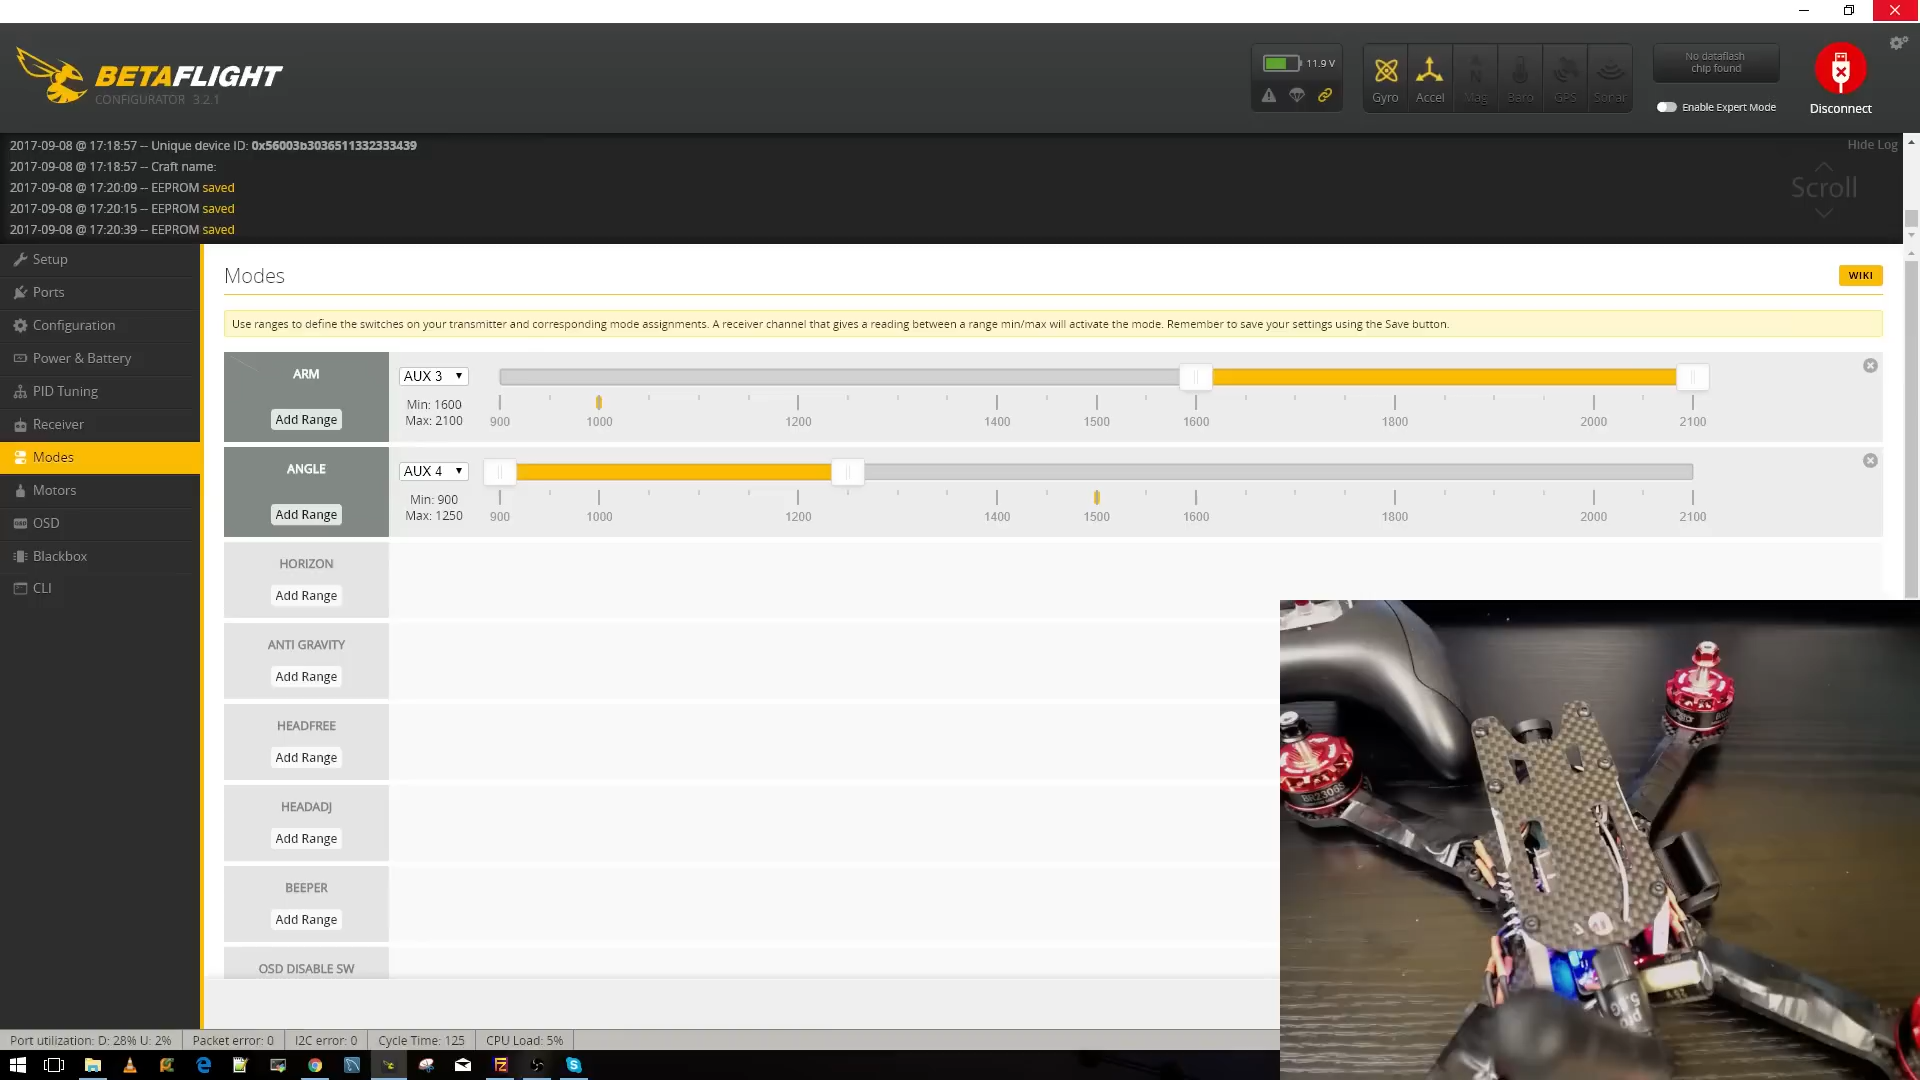 BETAFLIGHT
CONFIGURATOR 3.2.1
11.9 V
Gyro
Accel
Mag
Baro
GPS
Sonar
No dataflash
chip found
Enable Expert Mode
Disconnect
2017-09-08 @ 17:18:57 -- Unique device ID: 0x56003b3036511332333439
2017-09-08 @ 17:18:57 -- Craft name:
2017-09-08 @ 17:20:09 -- EEPROM saved
2017-09-08 @ 17:20:15 -- EEPROM saved
2017-09-08 @ 17:20:39 -- EEPROM saved
Hide Log
Scroll
Setup
Ports
Configuration
Power & Battery
PID Tuning
Receiver
Modes
Motors
OSD
Blackbox
CLI
Modes
WIKI
Use ranges to define the switches on your transmitter and corresponding mode assignments. A receiver channel that gives a reading between a range min/max will activate the mode. Remember to save your settings using the Save button.
ARM
Add Range
AUX 3
Min: 1600
Max: 2100
900 1000 1200 1400 1500 1600 1800 2000 2100
ANGLE
Add Range
AUX 4
Min: 900
Max: 1250
900 1000 1200 1400 1500 1600 1800 2000 2100
HORIZON
Add Range
ANTI GRAVITY
Add Range
HEADFREE
Add Range
HEADADJ
Add Range
BEEPER
Add Range
OSD DISABLE SW
BR2306S
5.8G
Port utilization: D: 28% U: 2%
Packet error: 0
I2C error: 0
Cycle Time: 125
CPU Load: 5%